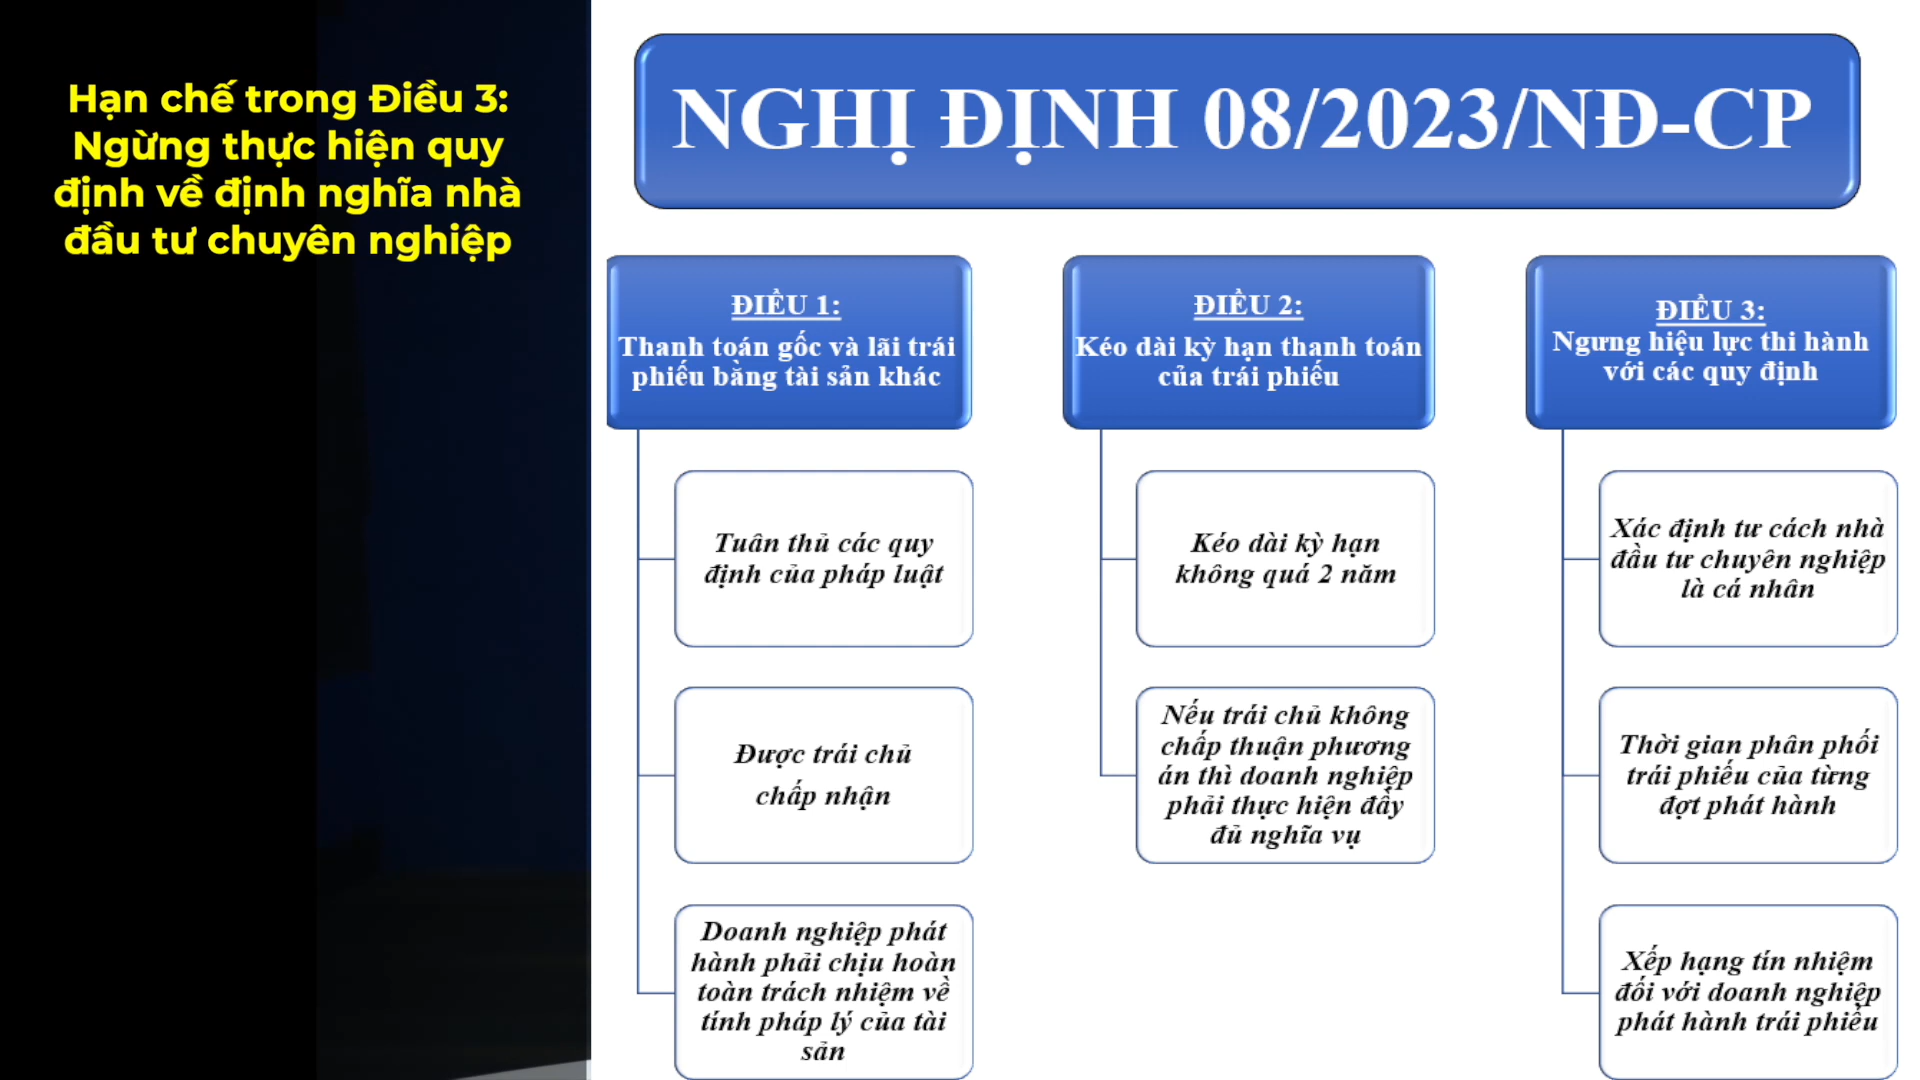 Hạn chế trong Điều 3:
Ngừng thực hiện quy
định về định nghĩa nhà
đầu tư chuyên nghiệp
NGHỊ ĐỊNH 08/2023/NĐ-CP
ĐIỀU 1:
Thanh toán gốc và lãi trái
phiếu bằng tài sản khác
Tuân thủ các quy
định của pháp luật
Được trái chủ
chấp nhận
Doanh nghiệp phát
hành phải chịu hoàn
toàn trách nhiệm về
tính pháp lý của tài
sản
ĐIỀU 2:
Kéo dài kỳ hạn thanh toán
của trái phiếu
Kéo dài kỳ hạn
không quá 2 năm
Nếu trái chủ không
chấp thuận phương
án thì doanh nghiệp
phải thực hiện đầy
đủ nghĩa vụ
ĐIỀU 3:
Ngưng hiệu lực thi hành
với các quy định
Xác định tư cách nhà
đầu tư chuyên nghiệp
là cá nhân
Thời gian phân phối
trái phiếu của từng
đợt phát hành
Xếp hạng tín nhiệm
đối với doanh nghiệp
phát hành trái phiếu